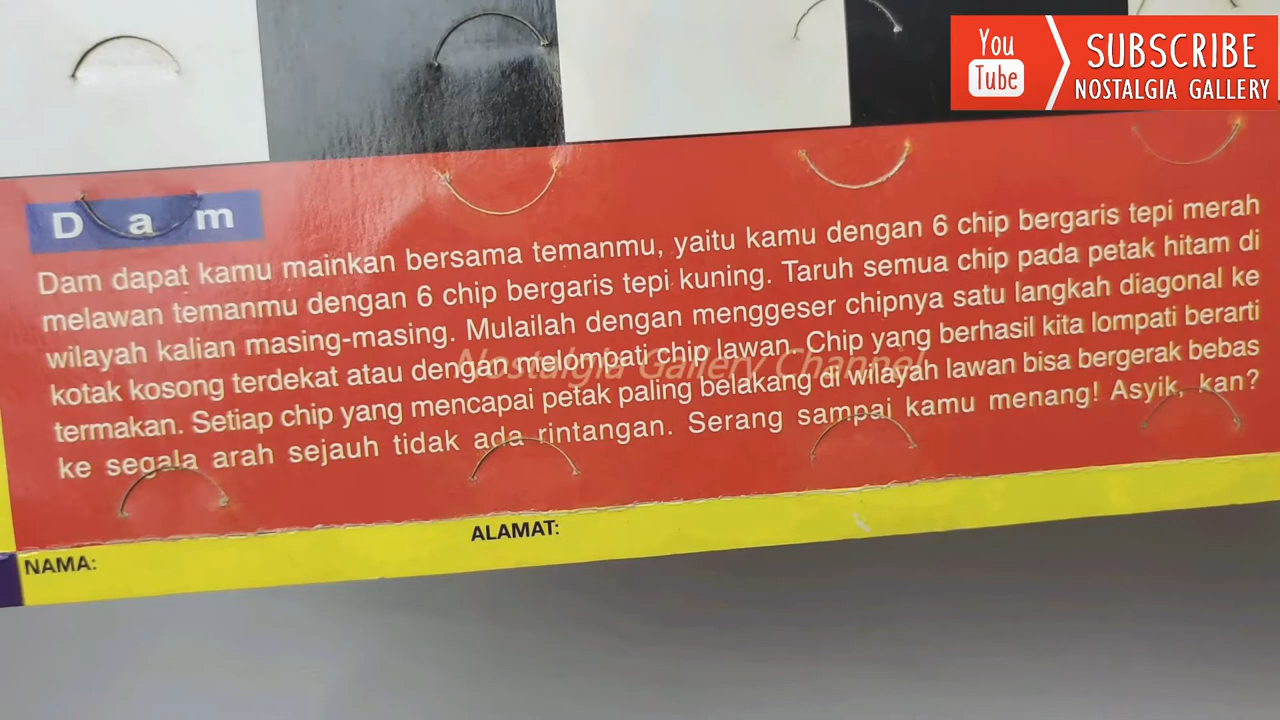 You
Tube
SUBSCRIBE
NOSTALGIA GALLERY
Dam
Dam dapat kamu mainkan bersama temanmu, yaitu kamu dengan 6 chip bergaris tepi merah
melawan temanmu dengan 6 chip bergaris tepi kuning. Taruh semua chip pada petak hitam di
wilayah kalian masing-masing. Mulailah dengan menggeser chipnya satu langkah diagonal ke
kotak kosong terdekat atau dengan melompati chip lawan. Chip yang berhasil kita lompati berarti
termakan. Setiap chip yang mencapai petak paling belakang di wilayah lawan bisa bergerak bebas
ke segala arah sejauh tidak ada rintangan. Serang sampai kamu menang! Asyik, kan?
Nostalgia Gallery Channel
NAMA:
ALAMAT: